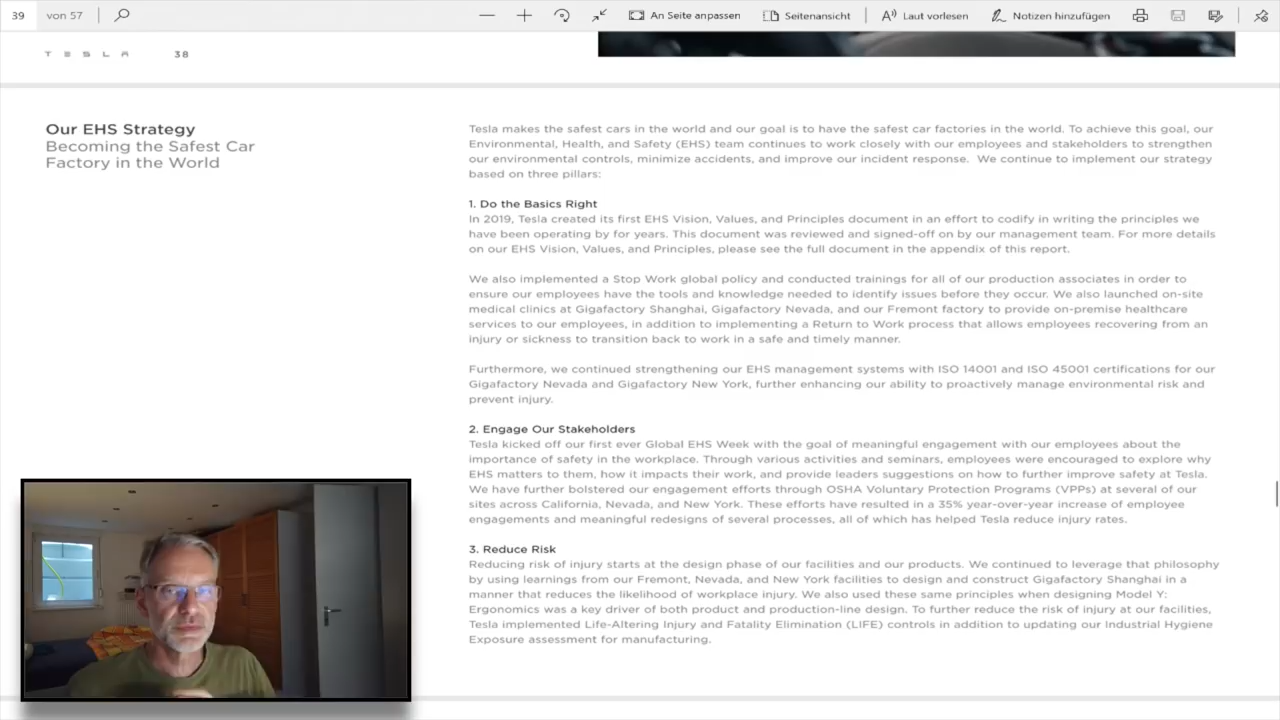 39 von 57 An Seite anpassen Seitenansicht Laut vorlesen Notizen hinzufügen
TESLA 38
Our EHS Strategy
Becoming the Safest Car
Factory in the World
Tesla makes the safest cars in the world and our goal is to have the safest car factories in the world. To achieve this goal, our
Environmental, Health, and Safety (EHS) team continues to work closely with our employees and stakeholders to strengthen
our environmental controls, minimize accidents, and improve our incident response. We continue to implement our strategy
based on three pillars:
1. Do the Basics Right
In 2019, Tesla created its first EHS Vision, Values, and Principles document in an effort to codify in writing the principles we
have been operating by for years. This document was reviewed and signed-off on by our management team. For more details
on our EHS Vision, Values, and Principles, please see the full document in the appendix of this report.
We also implemented a Stop Work global policy and conducted trainings for all of our production associates in order to
ensure our employees have the tools and knowledge needed to identify issues before they occur. We also launched on-site
medical clinics at Gigafactory Shanghai, Gigafactory Nevada, and our Fremont factory to provide on-premise healthcare
services to our employees, in addition to implementing a Return to Work process that allows employees recovering from an
injury or sickness to transition back to work in a safe and timely manner.
Furthermore, we continued strengthening our EHS management systems with ISO 14001 and ISO 45001 certifications for our
Gigafactory Nevada and Gigafactory New York, further enhancing our ability to proactively manage environmental risk and
prevent injury.
2. Engage Our Stakeholders
Tesla kicked off our first ever Global EHS Week with the goal of meaningful engagement with our employees about the
importance of safety in the workplace. Through various activities and seminars, employees were encouraged to explore why
EHS matters to them, how it impacts their work, and provide leaders suggestions on how to further improve safety at Tesla.
We have further bolstered our engagement efforts through OSHA Voluntary Protection Programs (VPPs) at several of our
sites across California, Nevada, and New York. These efforts have resulted in a 35% year-over-year increase of employee
engagements and meaningful redesigns of several processes, all of which has helped Tesla reduce injury rates.
3. Reduce Risk
Reducing risk of injury starts at the design phase of our facilities and our products. We continued to leverage that philosophy
by using learnings from our Fremont, Nevada, and New York facilities to design and construct Gigafactory Shanghai in a
manner that reduces the likelihood of workplace injury. We also used these same principles when designing Model Y:
Ergonomics was a key driver of both product and production-line design. To further reduce the risk of injury at our facilities,
Tesla implemented Life-Altering Injury and Fatality Elimination (LIFE) controls in addition to updating our Industrial Hygiene
Exposure assessment for manufacturing.